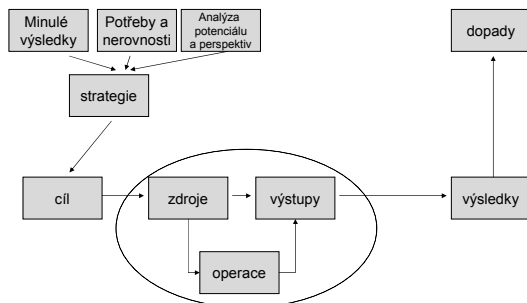 Minulé
výsledky
Potřeby a
nerovnosti
Analýza
potenciálu
a perspektiv
dopady
strategie
cíl
zdroje
výstupy
výsledky
operace